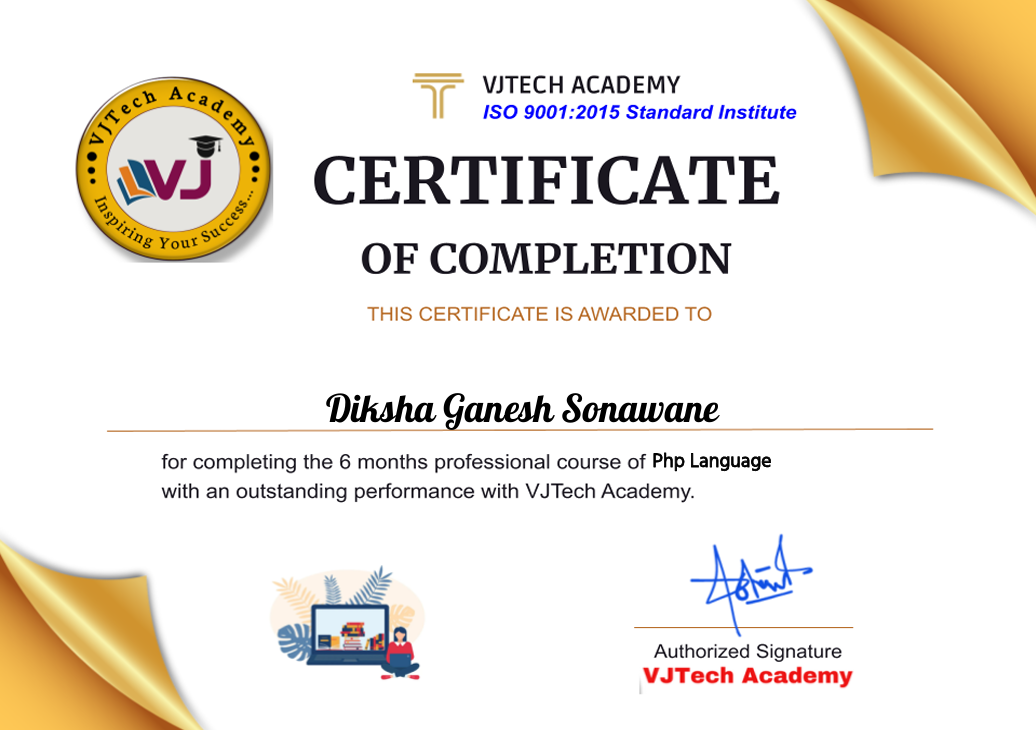 VJTech Academy
VJ
Inspiring Your Success...
VJTECH ACADEMY
ISO 9001:2015 Standard Institute
CERTIFICATE
OF COMPLETION
THIS CERTIFICATE IS AWARDED TO
Diksha Ganesh Sonawane
for completing the 6 months professional course of Php Language
with an outstanding performance with VJTech Academy.
Authorized Signature
VJTech Academy